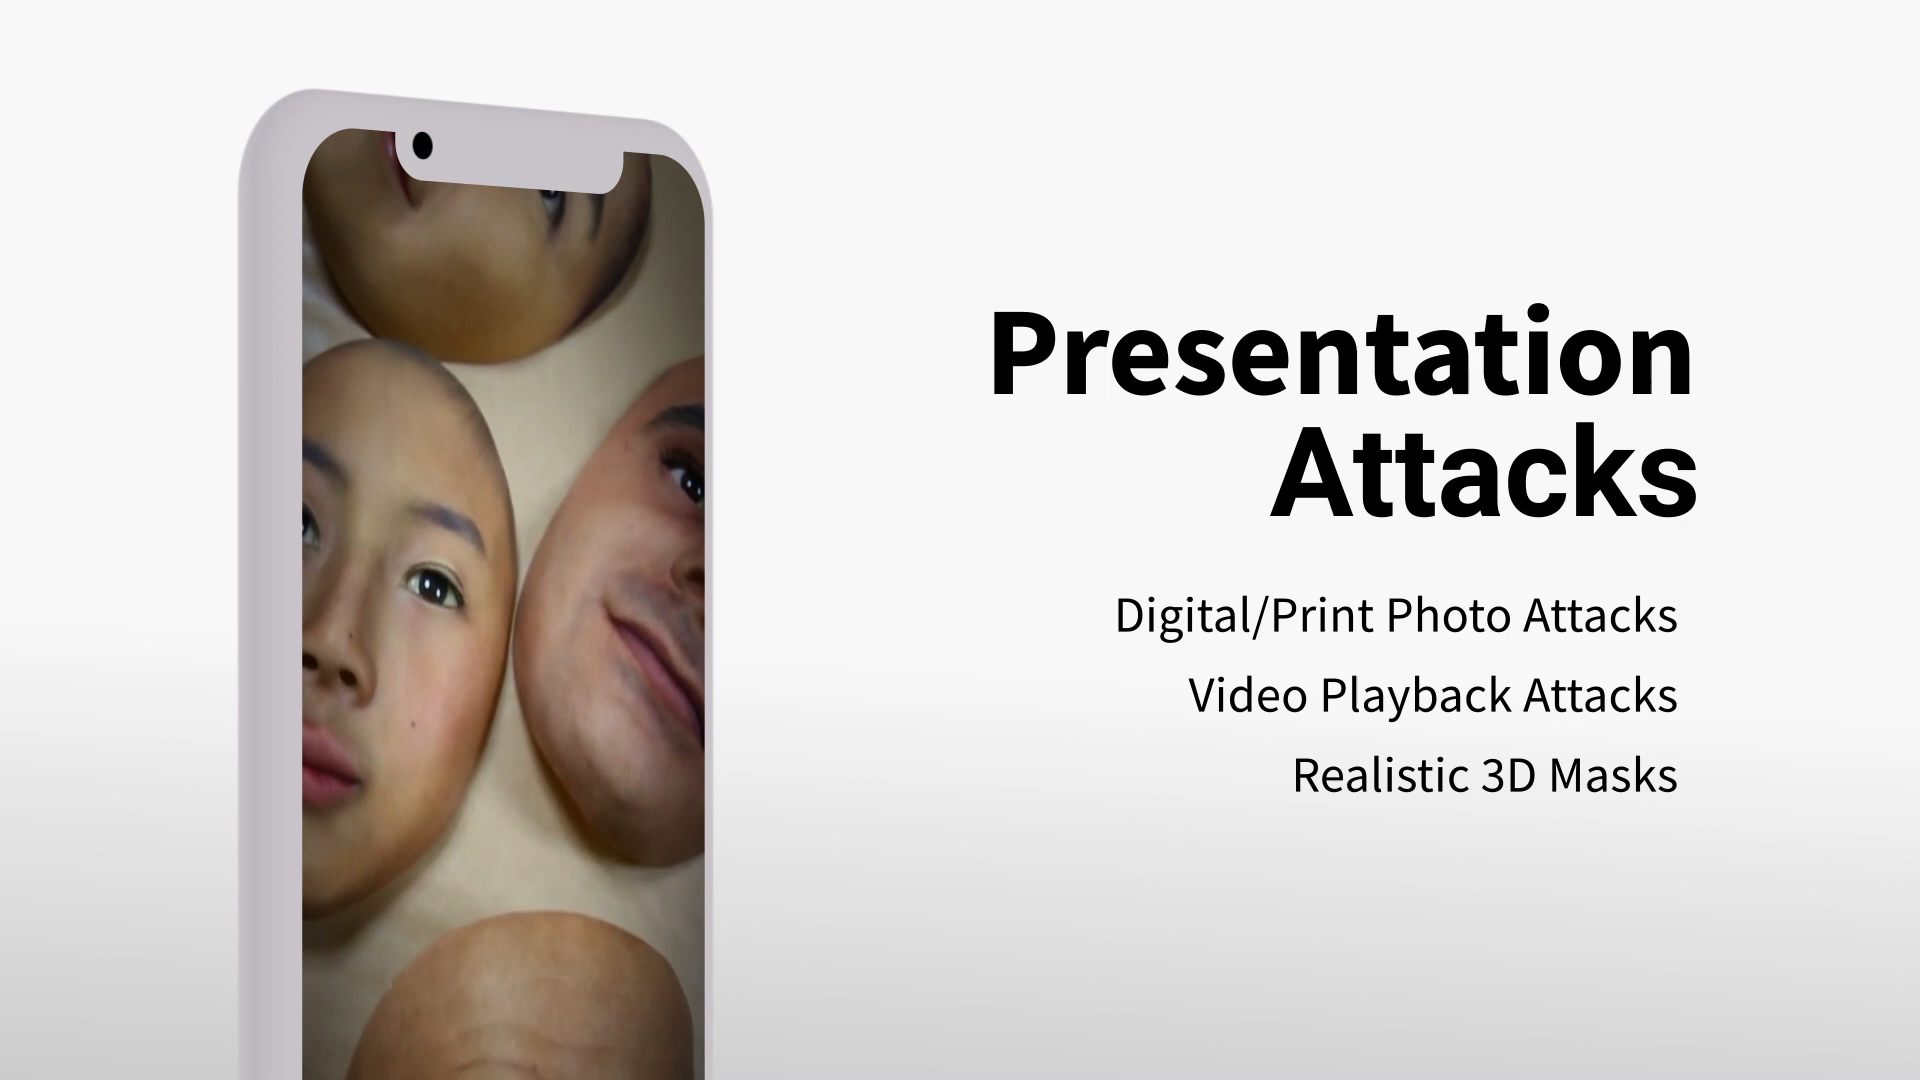 Presentation
Attacks
Digital/Print Photo Attacks
Video Playback Attacks
Realistic 3D Masks